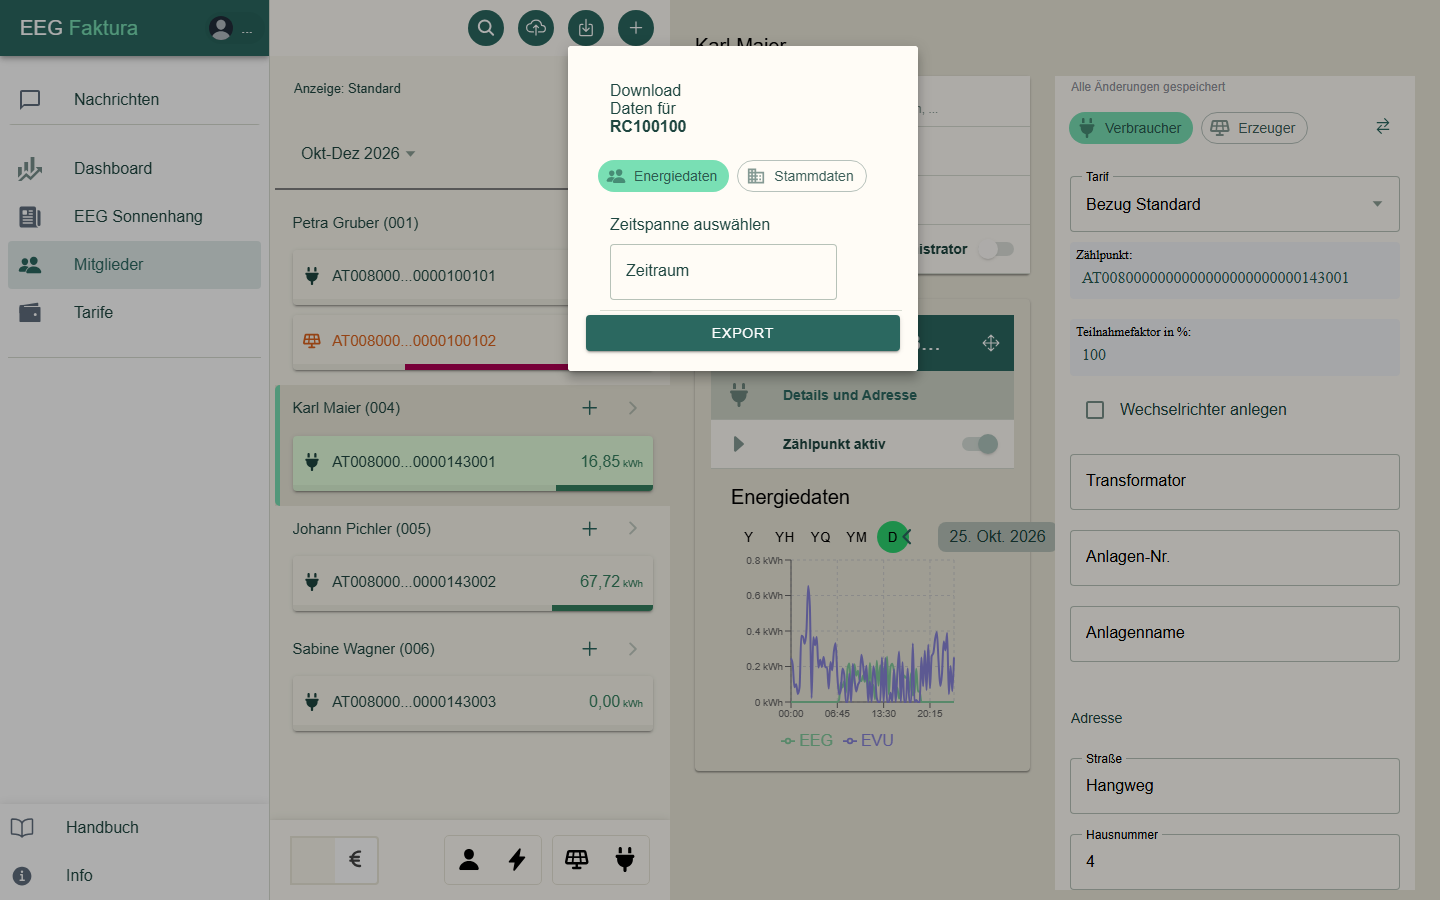 EEG Faktura
...
Nachrichten
Dashboard
EEG Sonnenhang
Mitglieder
Tarife
Handbuch
Info
Anzeige: Standard
Okt-Dez 2026
Petra Gruber (001)
AT008000...0000100101
AT008000...0000100102
Karl Maier (004)
AT008000...0000143001
16,85 kWh
Johann Pichler (005)
AT008000...0000143002
67,72 kWh
Sabine Wagner (006)
AT008000...0000143003
0,00 kWh
€
Karl Maier
Download
Daten für
RC100100
Energiedaten
Stammdaten
Zeitspanne auswählen
Zeitraum
EXPORT
Details und Adresse
Zählpunkt aktiv
Energiedaten
Y YH YQ YM D
25. Okt. 2026
0.8 kWh
0.6 kWh
0.4 kWh
0.2 kWh
0 kWh
00:00 06:45 13:30 20:15
EEG EVU
Alle Änderungen gespeichert
Verbraucher
Erzeuger
Tarif
Bezug Standard
Zählpunkt:
AT0080000000000000000000000143001
Teilnahmefaktor in %:
100
Wechselrichter anlegen
Transformator
Anlagen-Nr.
Anlagenname
Adresse
Straße
Hangweg
Hausnummer
4